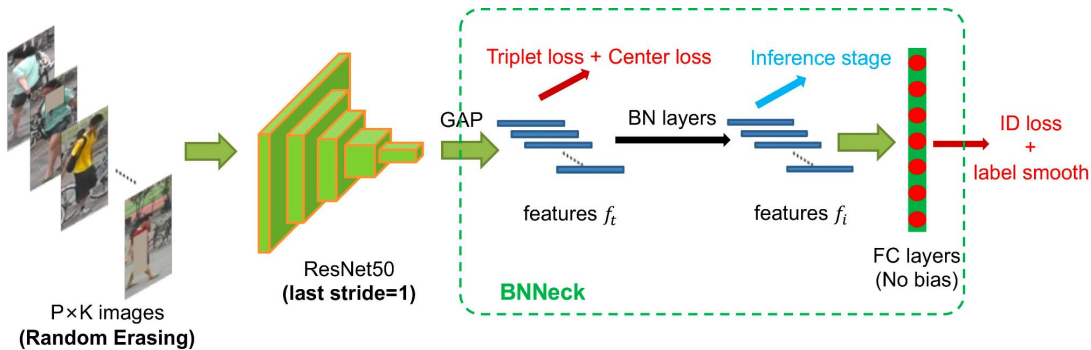 P×K images
(Random Erasing)
ResNet50
(last stride=1)
GAP
Triplet loss + Center loss
features f_t
BN layers
Inference stage
features f_i
BNNeck
FC layers
(No bias)
ID loss
+
label smooth